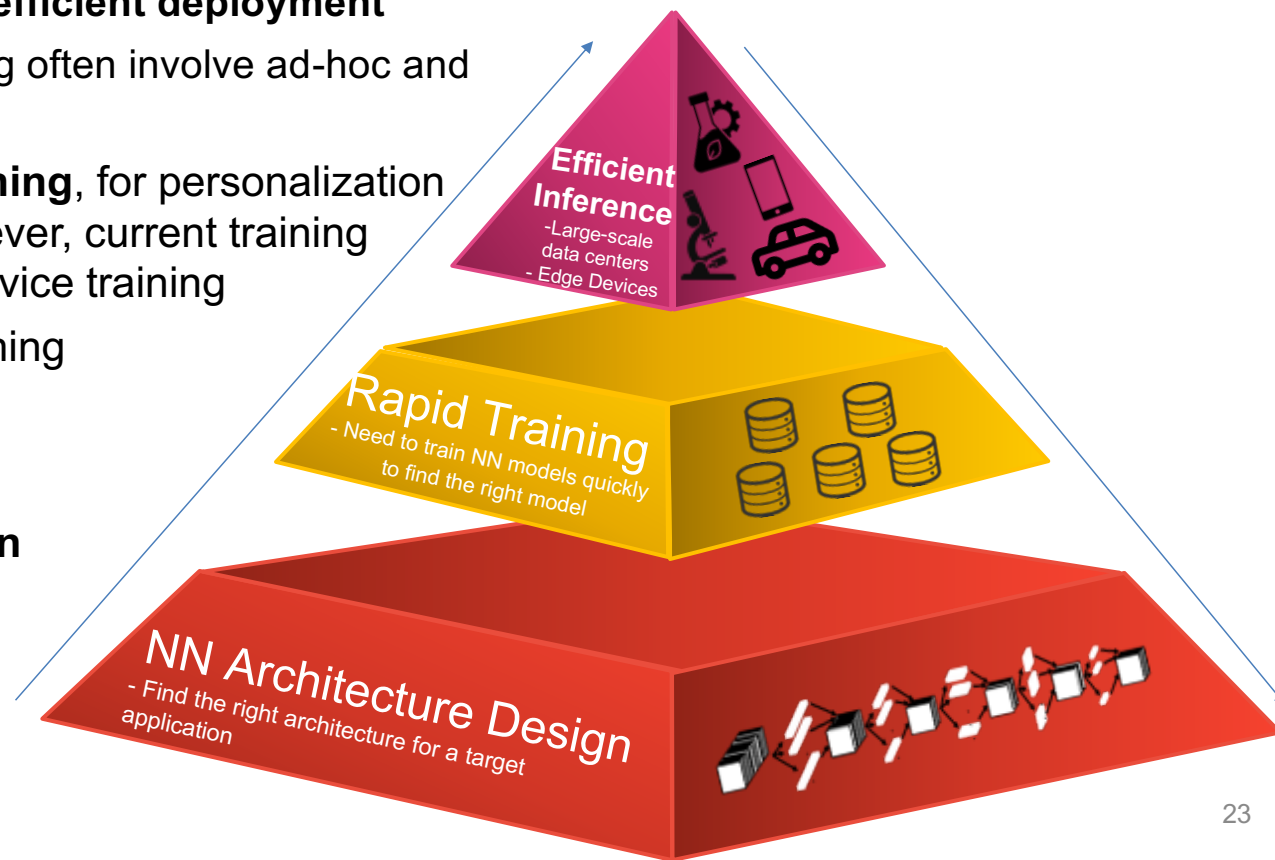 efficient deployment
g often involve ad-hoc and
ning, for personalization
ever, current training
vice training
ning
n
Efficient
Inference
-Large-scale
data centers
- Edge Devices
Rapid Training
- Need to train NN models quickly
to find the right model
NN Architecture Design
- Find the right architecture for a target
application
23